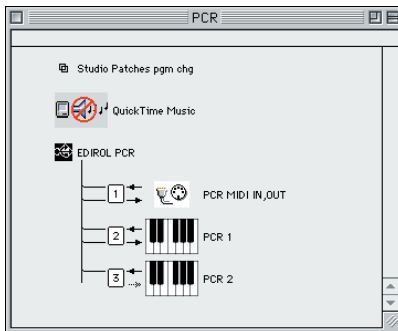 PCR
Studio Patches pgm chg
QuickTime Music
EDIROL PCR
1 PCR MIDI IN,OUT
2 PCR 1
3 PCR 2